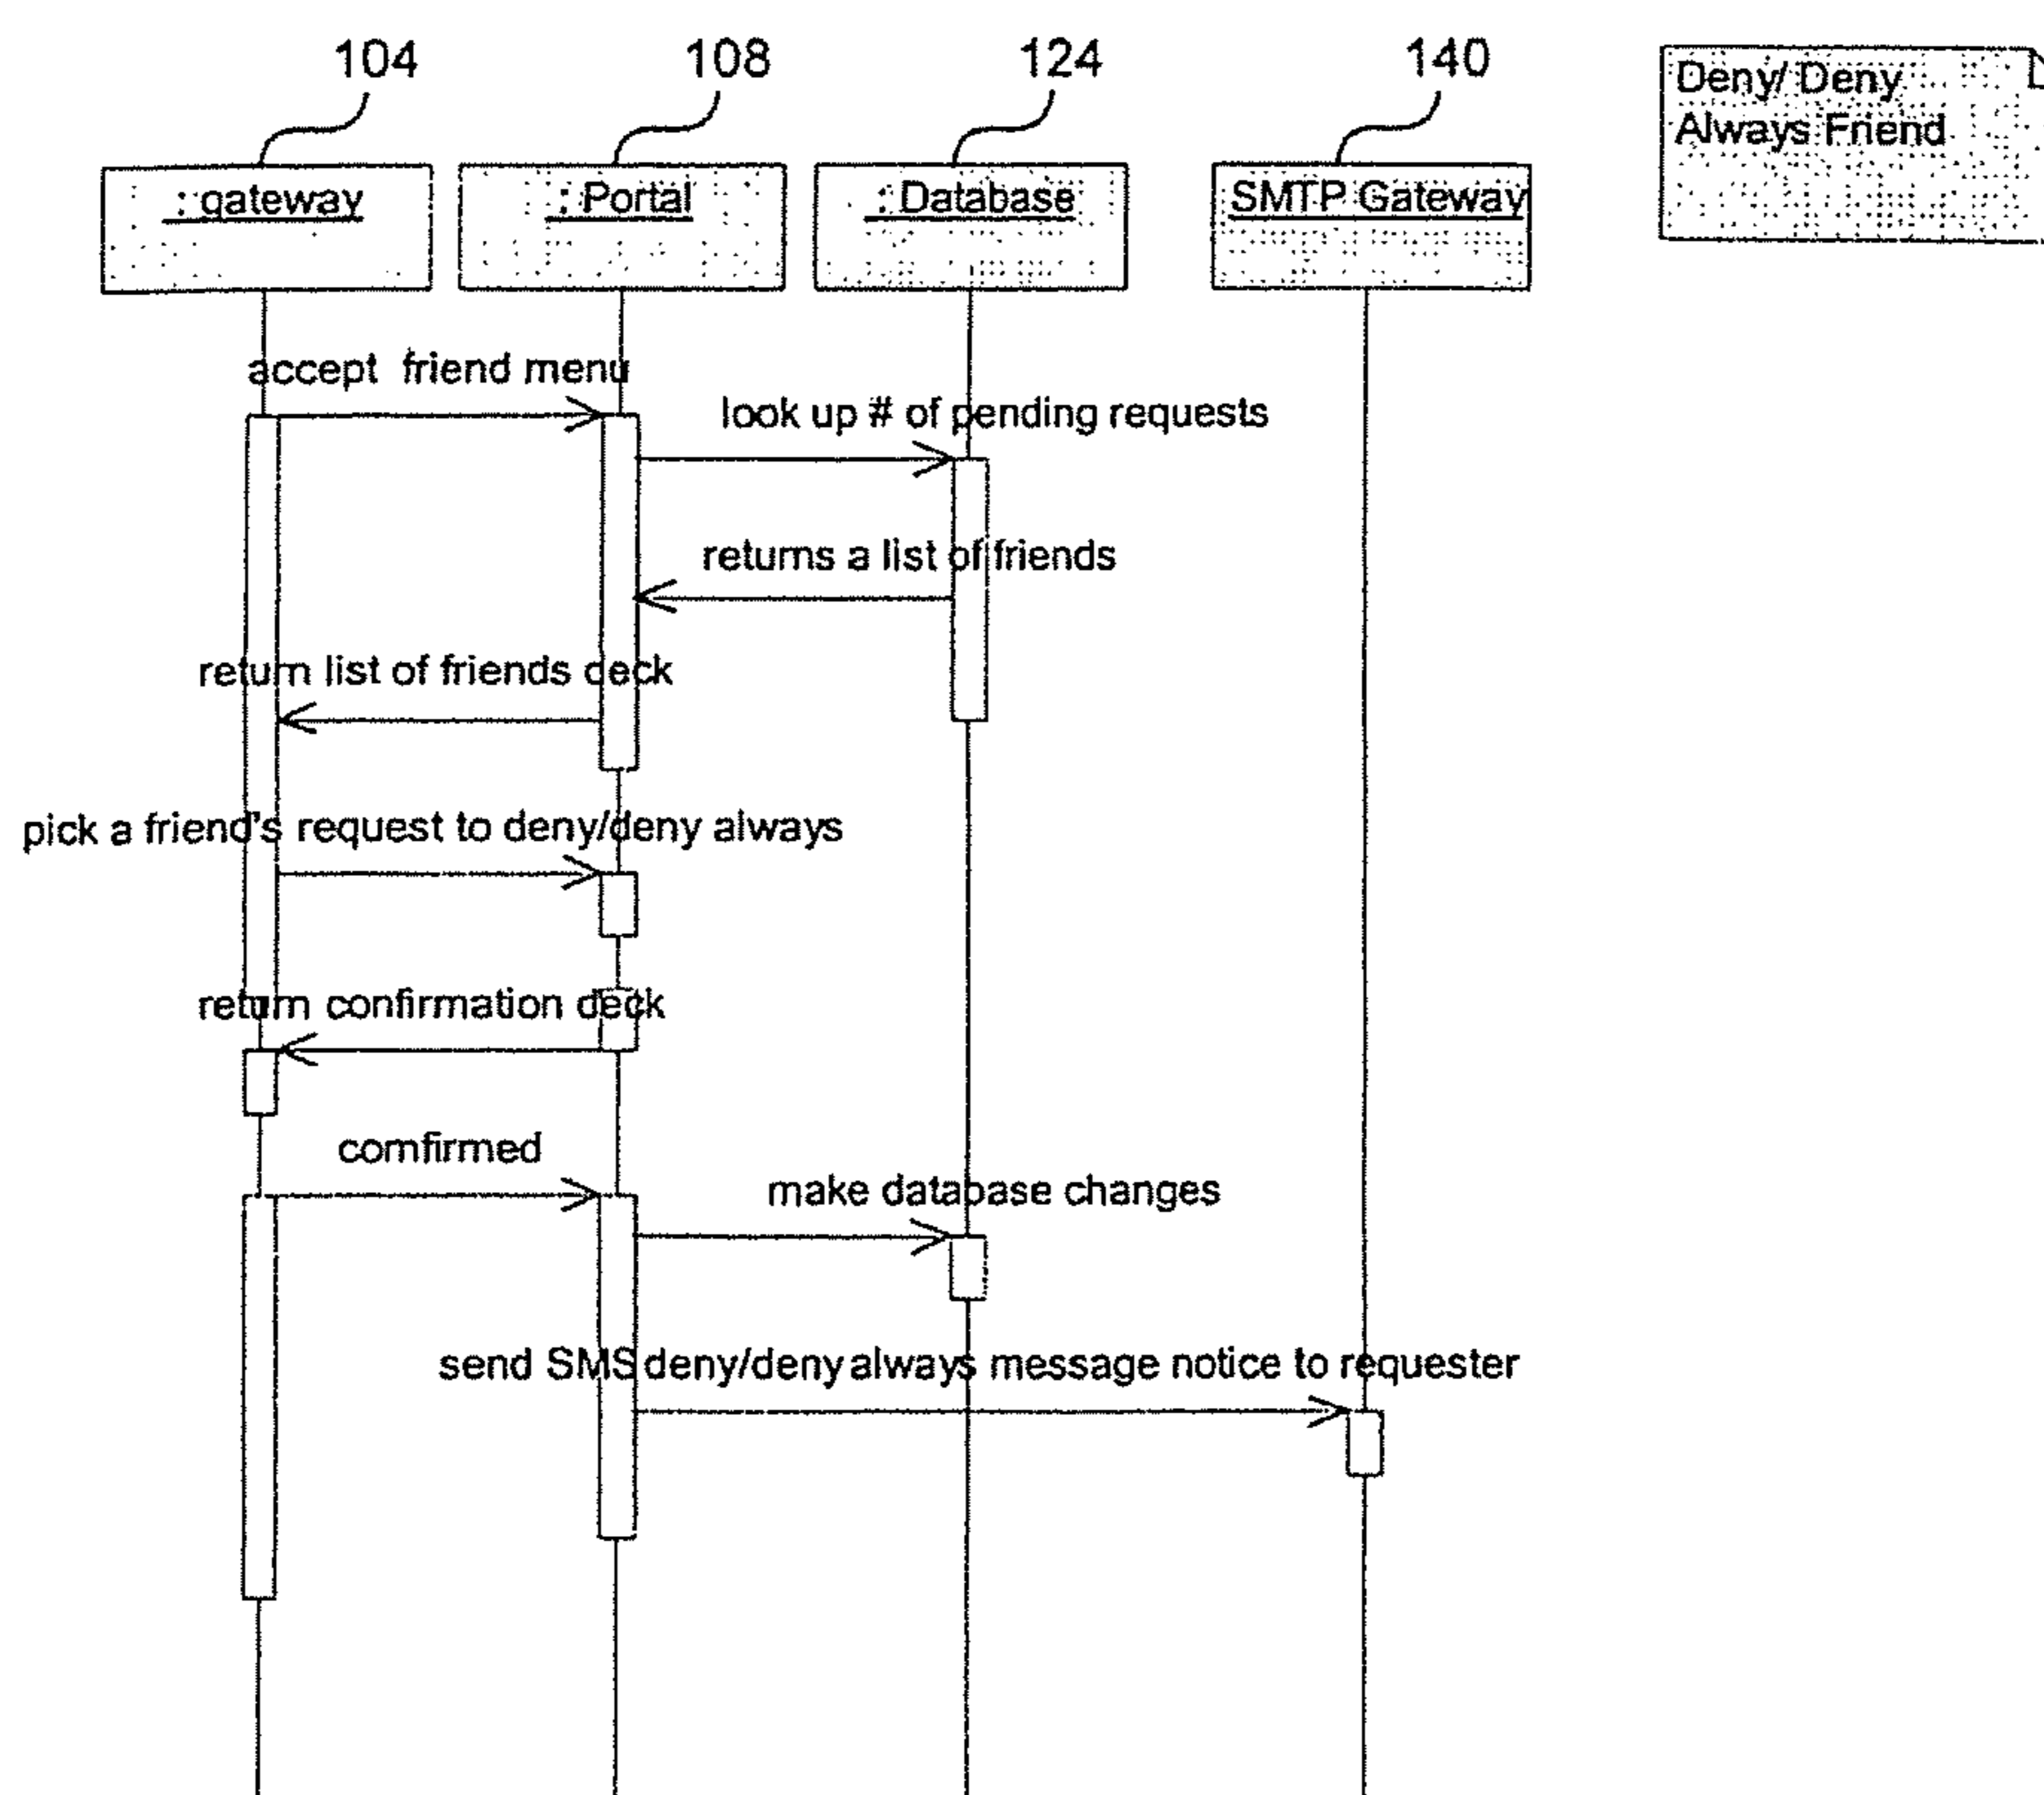 104
108
124
140
Deny/ Deny
Always Friend
: gateway
: Portal
: Database
SMTP Gateway
accept friend menu
look up # of pending requests
returns a list of friends
return list of friends deck
pick a friend's request to deny/deny always
return confirmation deck
comfirmed
make database changes
send SMS deny/deny always message notice to requester